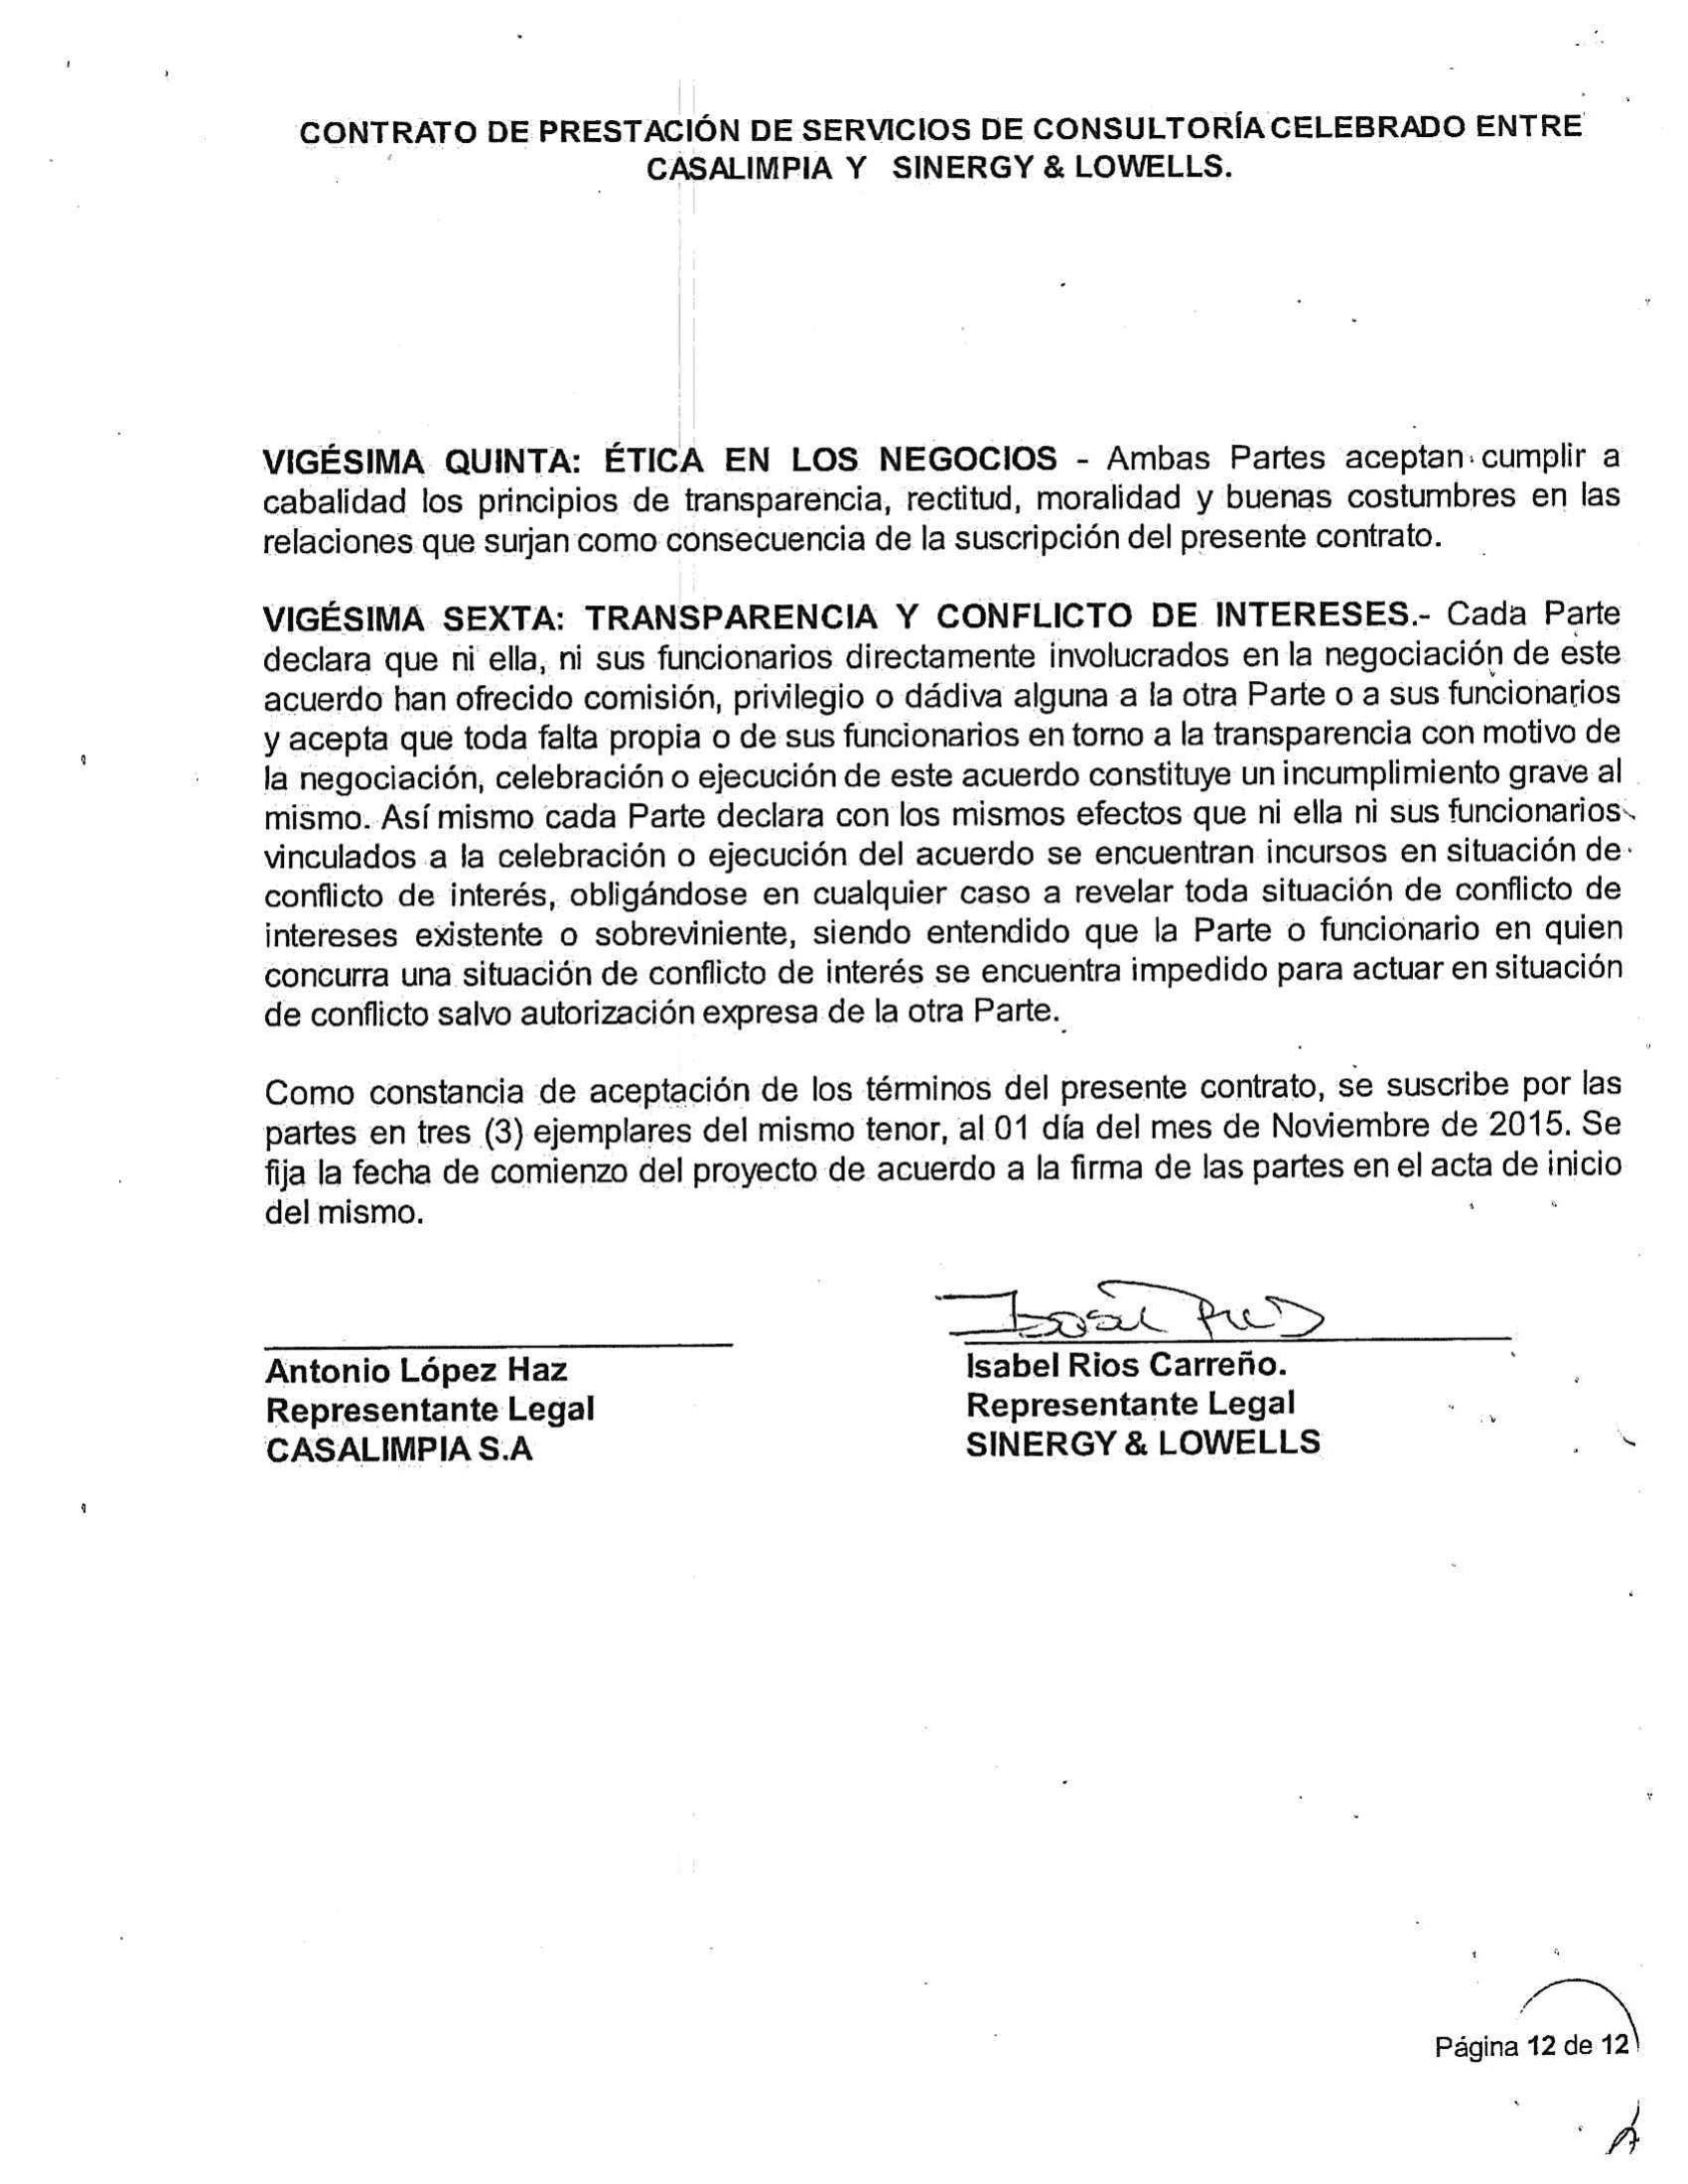 CONTRATO DE PRESTACIÓN DE SERVICIOS DE CONSULTORÍA CELEBRADO ENTRE
CASALIMPIA Y SINERGY & LOWELLS.
VIGÉSIMA QUINTA: ÉTICA EN LOS NEGOCIOS - Ambas Partes aceptan cumplir a
cabalidad los principios de transparencia, rectitud, moralidad y buenas costumbres en las
relaciones que surjan como consecuencia de la suscripción del presente contrato.
VIGÉSIMA SEXTA: TRANSPARENCIA Y CONFLICTO DE INTERESES.- Cada Parte
declara que ni ella, ni sus funcionarios directamente involucrados en la negociación de este
acuerdo han ofrecido comisión, privilegio o dádiva alguna a la otra Parte o a sus funcionarios
y acepta que toda falta propia o de sus funcionarios en torno a la transparencia con motivo de
la negociación, celebración o ejecución de este acuerdo constituye un incumplimiento grave al
mismo. Así mismo cada Parte declara con los mismos efectos que ni ella ni sus funcionarios
vinculados a la celebración o ejecución del acuerdo se encuentran incursos en situación de
conflicto de interés, obligándose en cualquier caso a revelar toda situación de conflicto de
intereses existente o sobreviniente, siendo entendido que la Parte o funcionario en quien
concurra una situación de conflicto de interés se encuentra impedido para actuar en situación
de conflicto salvo autorización expresa de la otra Parte.
Como constancia de aceptación de los términos del presente contrato, se suscribe por las
partes en tres (3) ejemplares del mismo tenor, al 01 día del mes de Noviembre de 2015. Se
fija la fecha de comienzo del proyecto de acuerdo a la firma de las partes en el acta de inicio
del mismo.
Antonio López Haz
Representante Legal
CASALIMPIA S.A
Isabel Rios Carreño.
Representante Legal
SINERGY & LOWELLS
Página 12 de 12